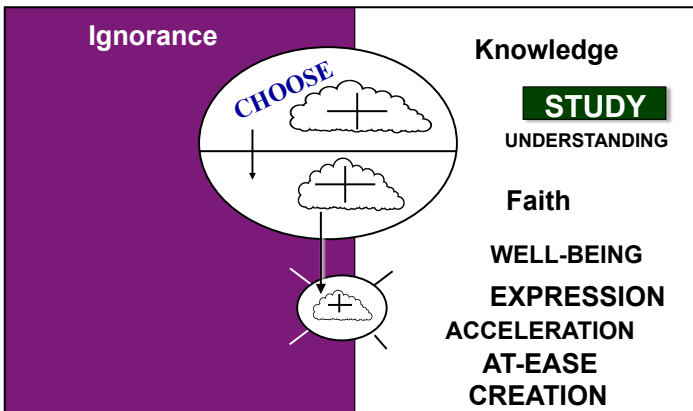 Ignorance
CHOOSE
Knowledge
STUDY
UNDERSTANDING
Faith
WELL-BEING
EXPRESSION
ACCELERATION
AT-EASE
CREATION